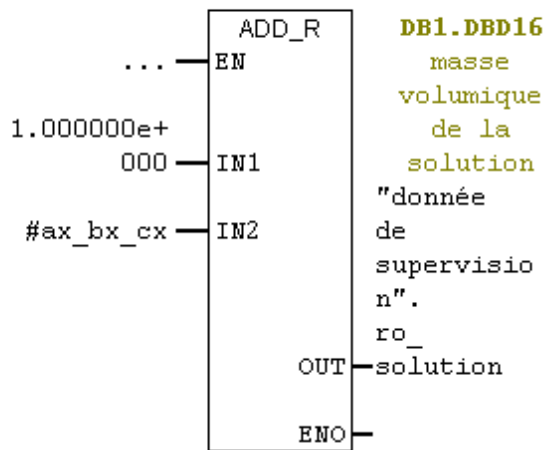 ADD_R
DB1.DBD16
... EN
masse
volumique
1.000000e+
de la
000 IN1
solution
"donnée
#ax_bx_cx IN2
de
supervisio
n".
ro_
OUT solution
ENO